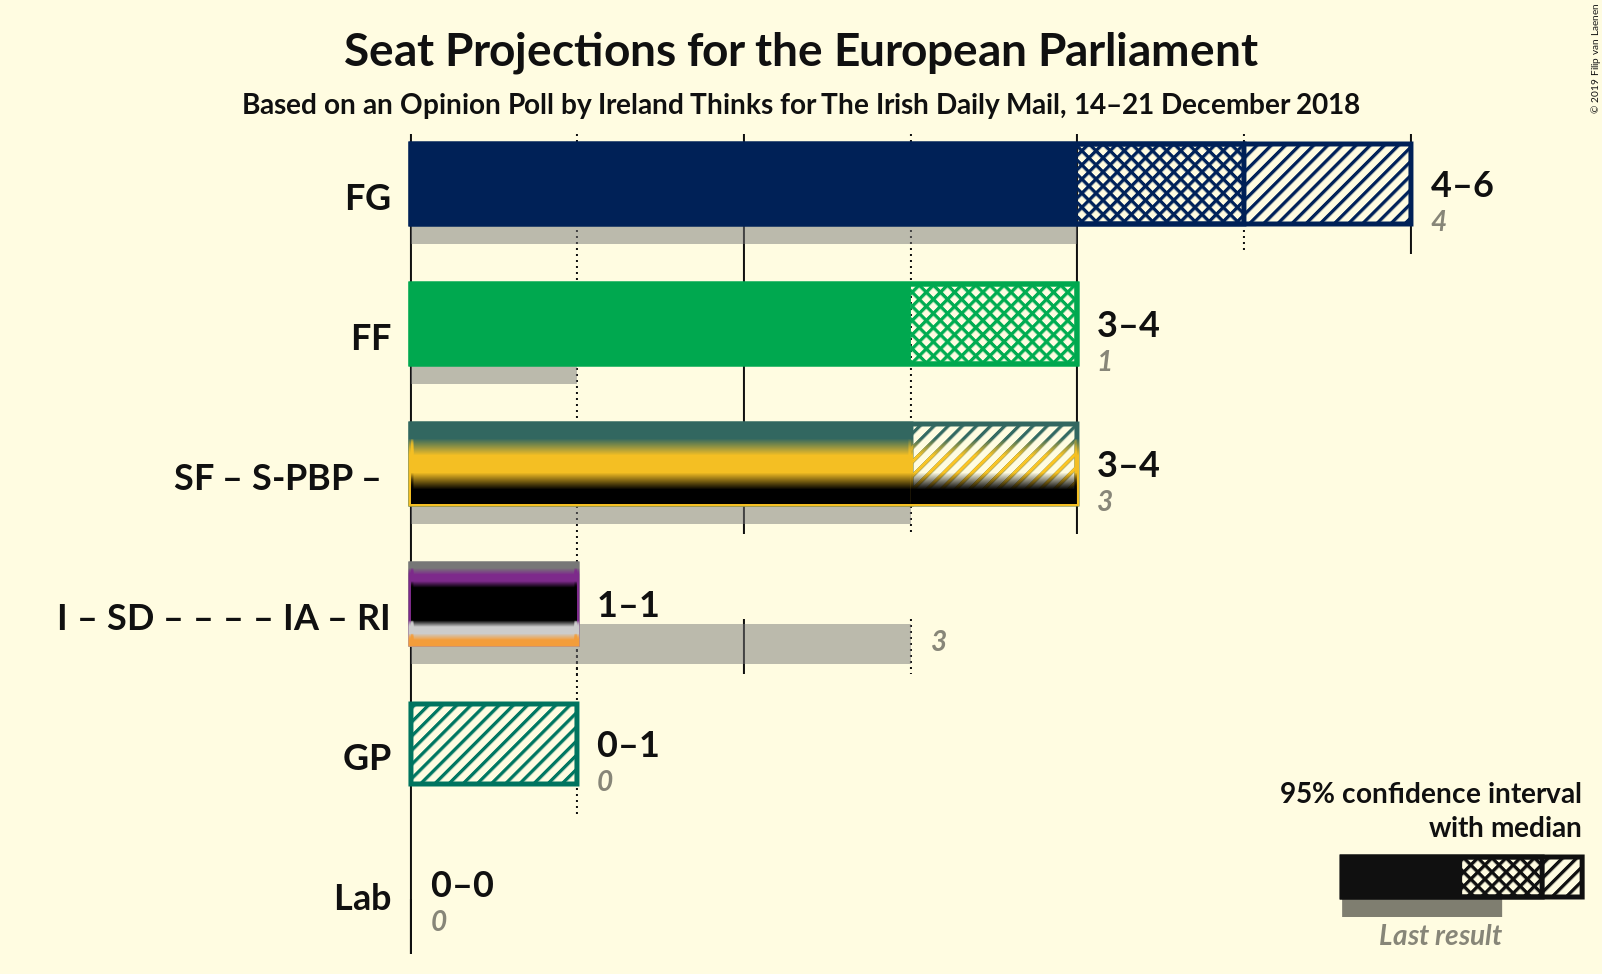 Seat Projections for the European Parliament
Based on an Opinion Poll by Ireland Thinks for The Irish Daily Mail, 14–21 December 2018
© 2019 Filip van Laenen
FG
4–6
4
FF
3–4
1
SF – S-PBP –
3–4
3
I – SD – – – – IA – RI
1–1
3
GP
0–1
0
Lab
0–0
0
95% confidence interval
with median
Last result